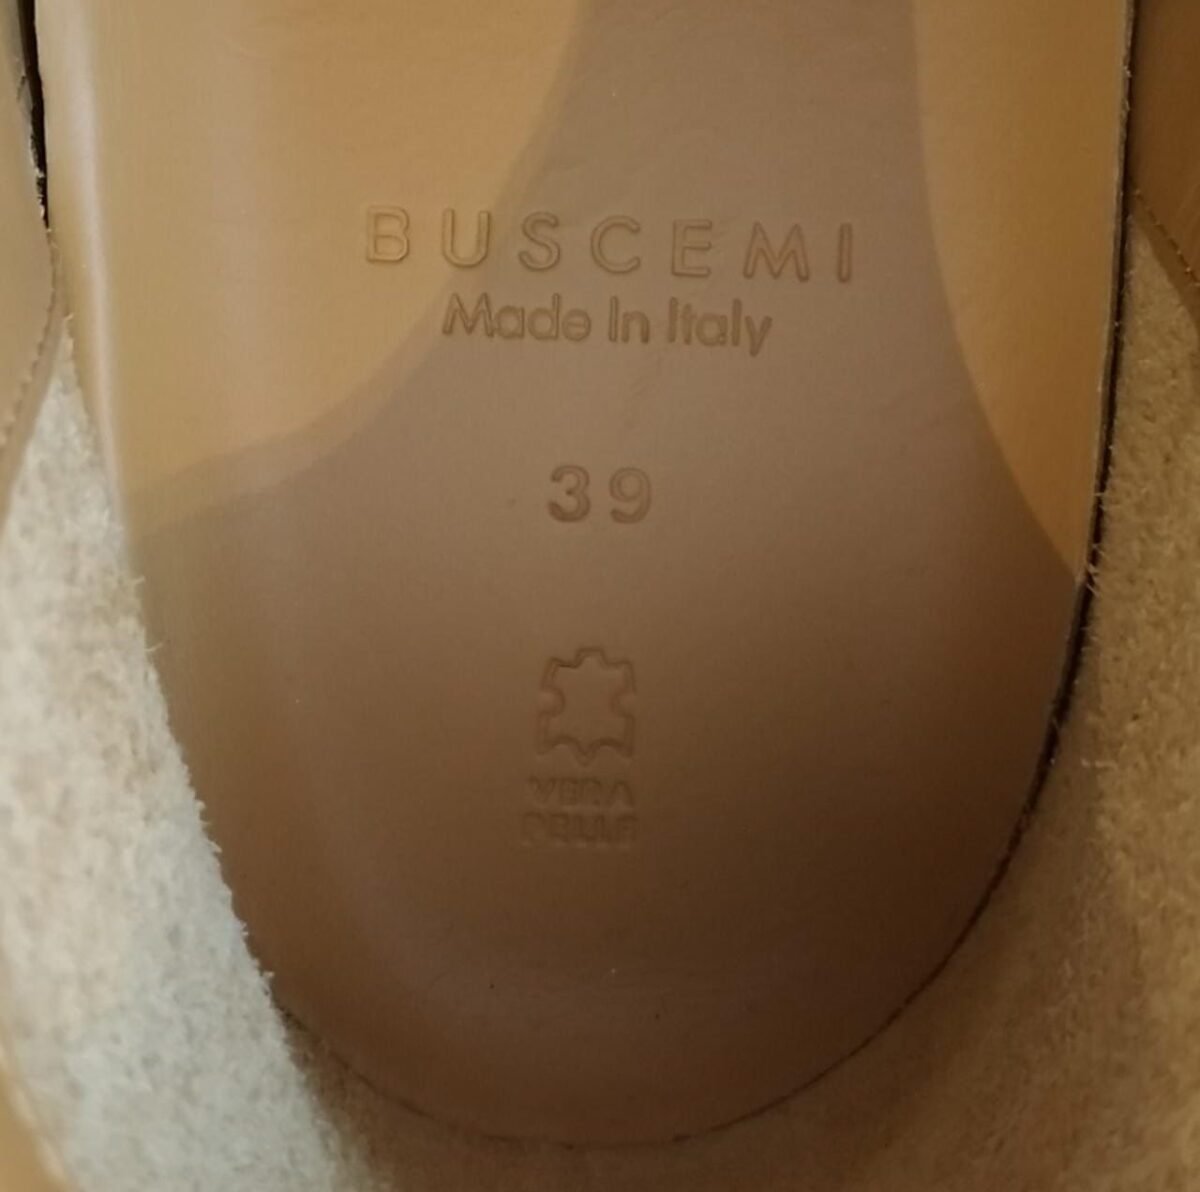 BUSCEMI
Made In Italy
39
VERA
PELLE